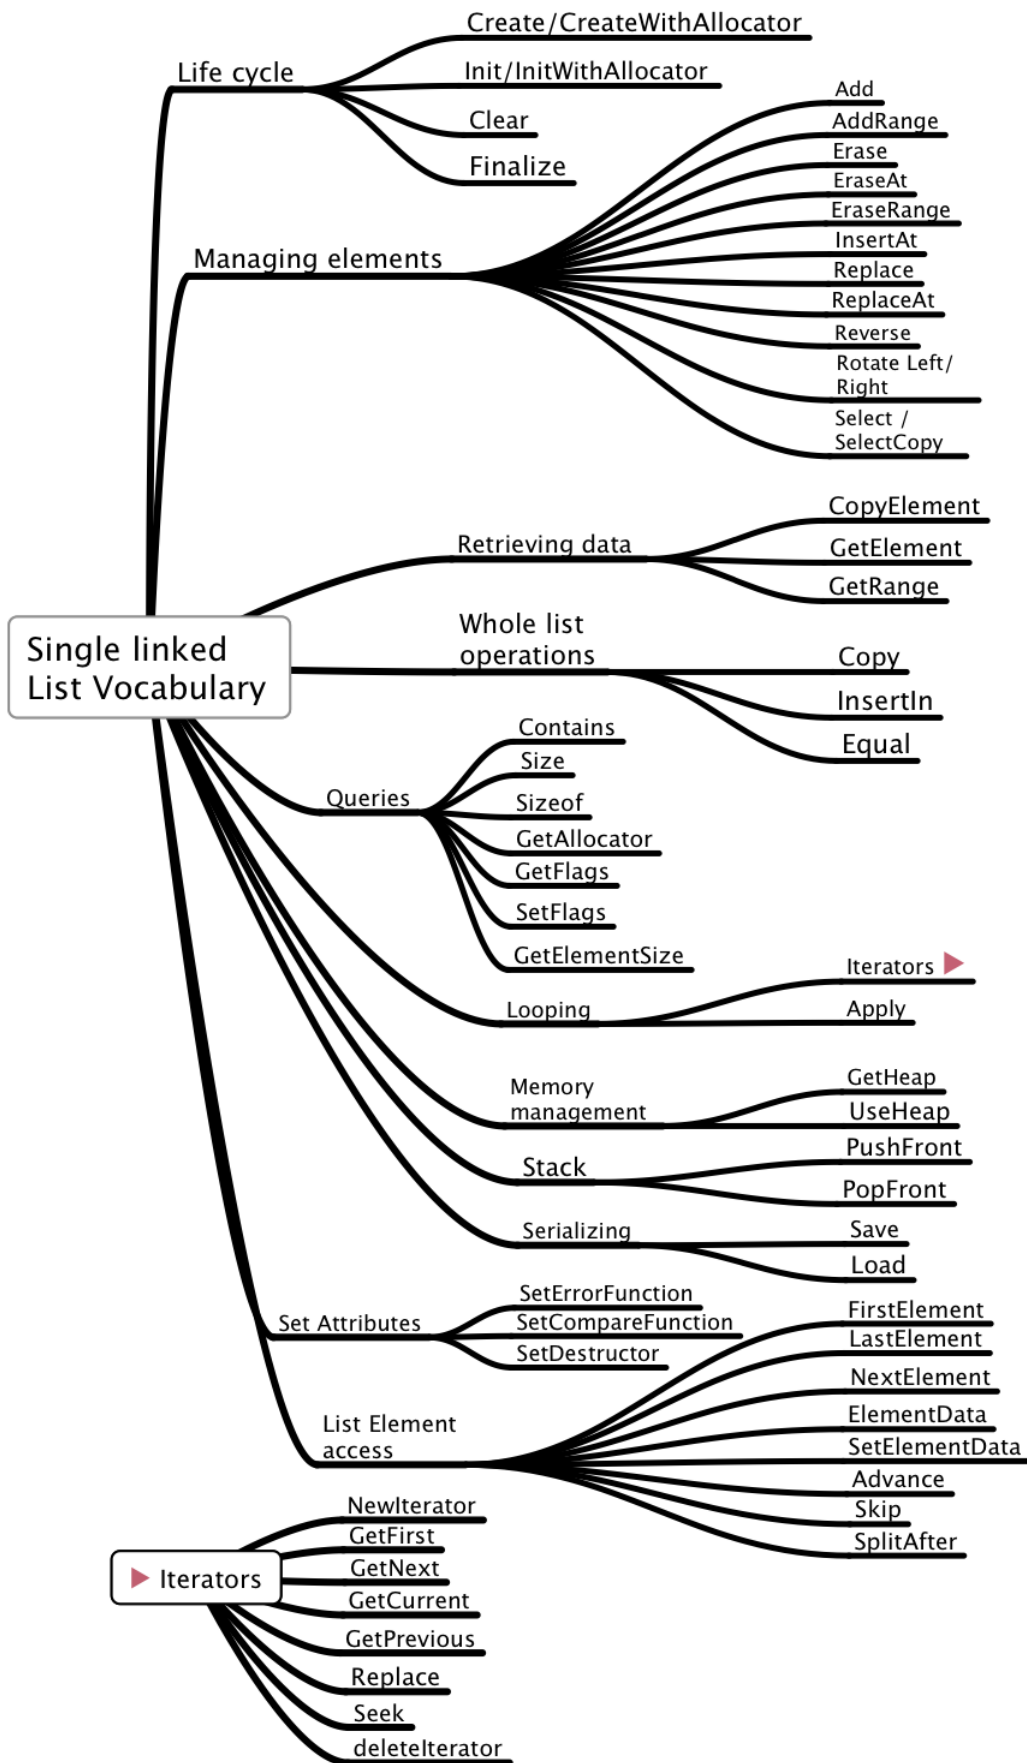 Create/CreateWithAllocator
Life cycle
Init/InitWithAllocator
Clear
Finalize
Managing elements
Add
AddRange
Erase
EraseAt
EraseRange
InsertAt
Replace
ReplaceAt
Reverse
Rotate Left/
Right
Select /
SelectCopy
Retrieving data
CopyElement
GetElement
GetRange
Single linked
List Vocabulary
Whole list
operations
Copy
InsertIn
Equal
Queries
Contains
Size
Sizeof
GetAllocator
GetFlags
SetFlags
GetElementSize
Looping
Iterators
Apply
Memory
management
GetHeap
UseHeap
Stack
PushFront
PopFront
Serializing
Save
Load
Set Attributes
SetErrorFunction
SetCompareFunction
SetDestructor
List Element
access
FirstElement
LastElement
NextElement
ElementData
SetElementData
Advance
Skip
SplitAfter
Iterators
NewIterator
GetFirst
GetNext
GetCurrent
GetPrevious
Replace
Seek
deleteIterator